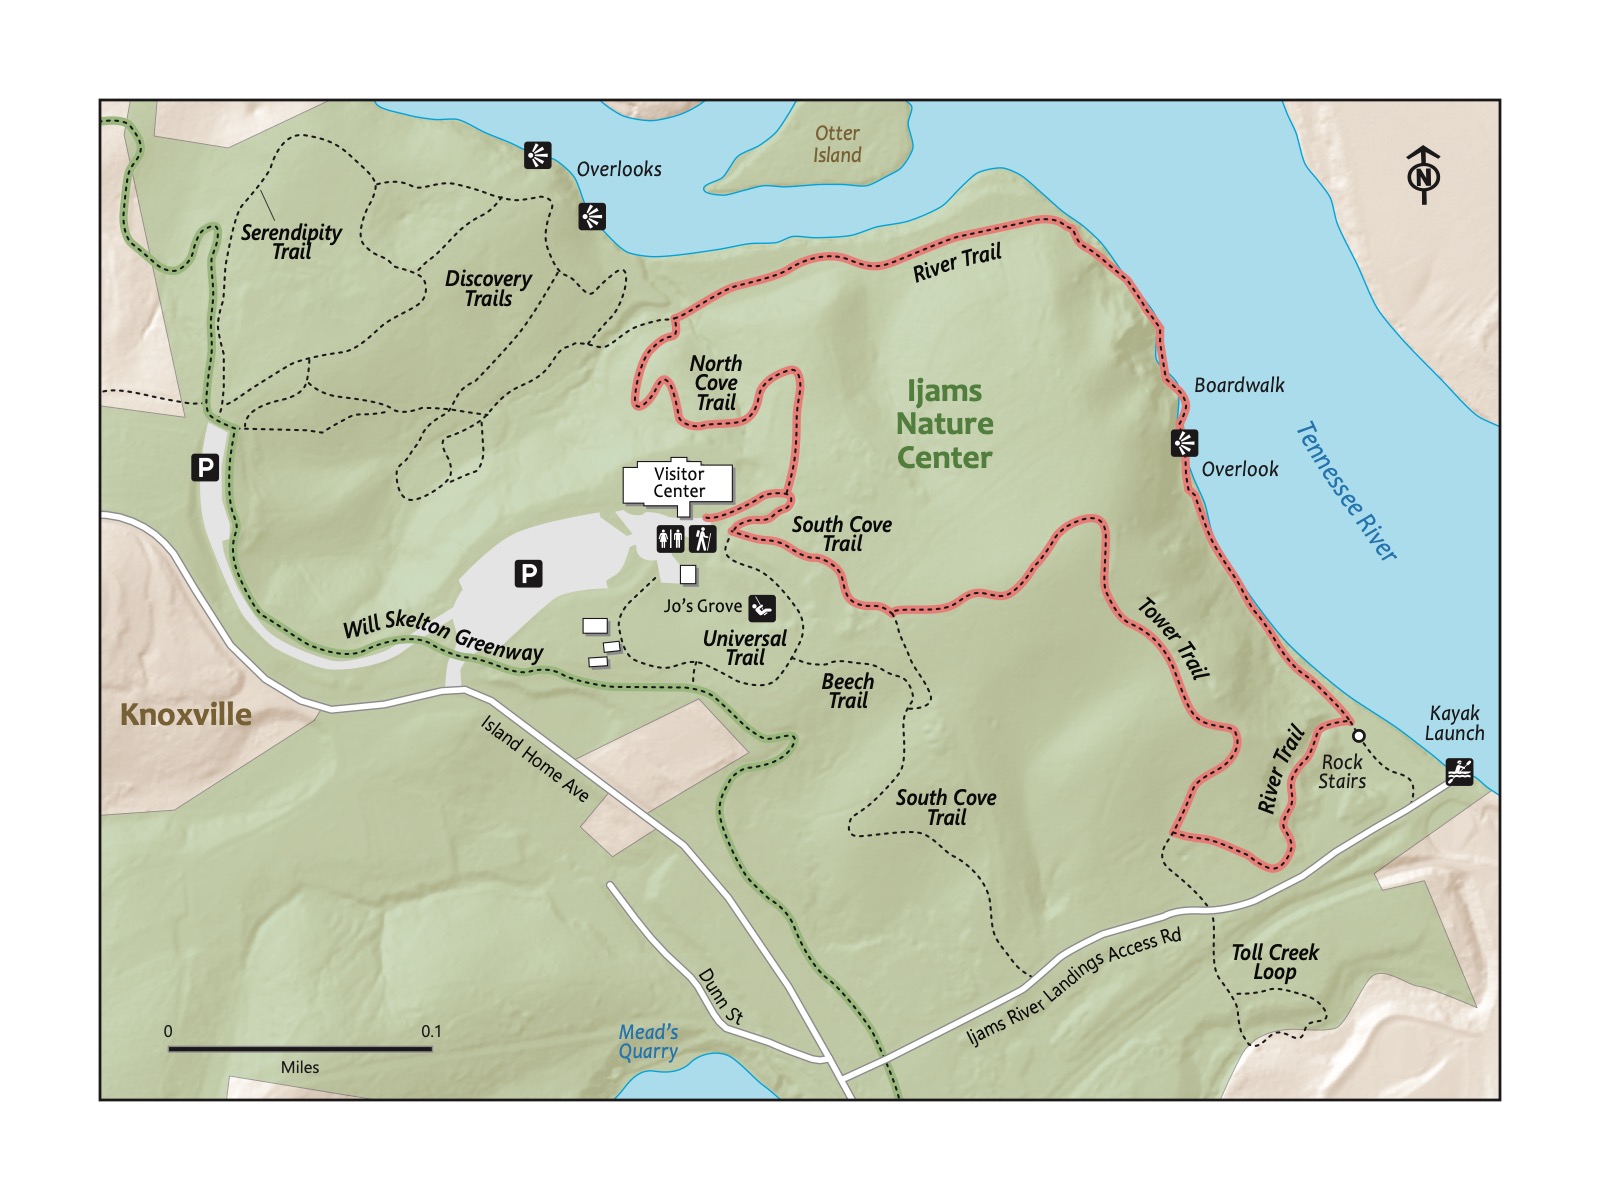 Otter
Island
Overlooks
N
Serendipity
Trail
River Trail
Discovery
Trails
North
Cove
Trail
Ijams
Nature
Center
Boardwalk
Tennessee River
Overlook
P
Visitor
Center
South Cove
Trail
P
Jo's Grove
Will Skelton Greenway
Universal
Trail
Tower Trail
Beech
Trail
Knoxville
Kayak
Launch
Island Home Ave
River Trail
Rock
Stairs
South Cove
Trail
Toll Creek
Loop
Ijams River Landings Access Rd
Dunn St
Mead's
Quarry
0 0.1
Miles